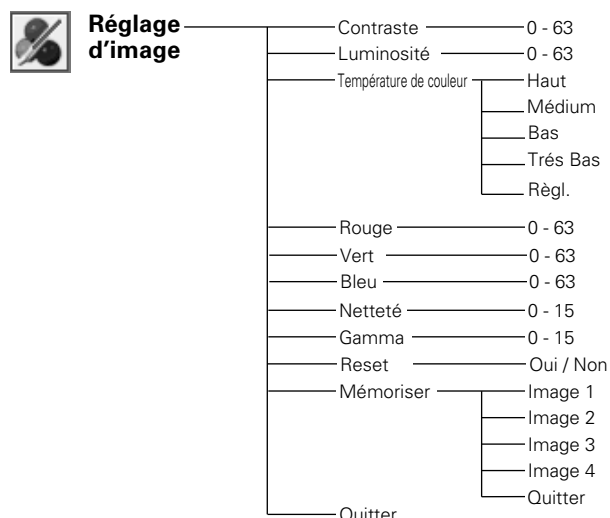 Réglage
d'image
Contraste 0 - 63
Luminosité 0 - 63
Température de couleur Haut
Médium
Bas
Trés Bas
Règl.
Rouge 0 - 63
Vert 0 - 63
Bleu 0 - 63
Netteté 0 - 15
Gamma 0 - 15
Reset Oui / Non
Mémoriser Image 1
Image 2
Image 3
Image 4
Quitter
Quitter